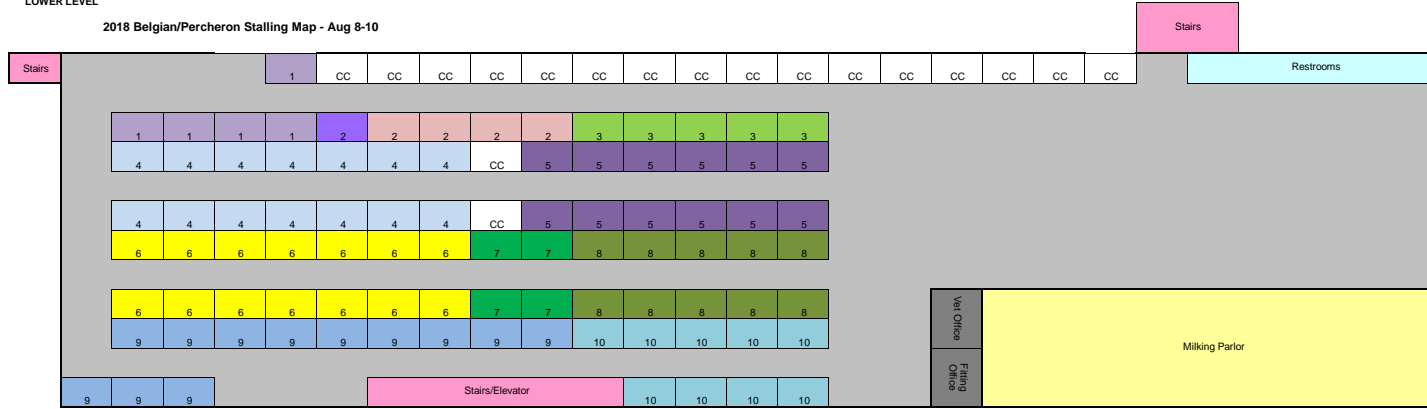 LOWER LEVEL
2018 Belgian/Percheron Stalling Map - Aug 8-10
Stairs
Stairs
Restrooms
1 CC CC CC CC CC CC CC CC CC CC CC CC CC CC CC CC
1 1 1 1 2 2 2 2 2 3 3 3 3 3
4 4 4 4 4 4 4 CC 5 5 5 5 5 5
4 4 4 4 4 4 4 CC 5 5 5 5 5 5
6 6 6 6 6 6 6 7 7 8 8 8 8 8
6 6 6 6 6 6 6 7 7 8 8 8 8 8
9 9 9 9 9 9 9 9 9 10 10 10 10 10
Vet Office
Milking Parlor
Fitting
Office
9 9 9 Stairs/Elevator 10 10 10 10